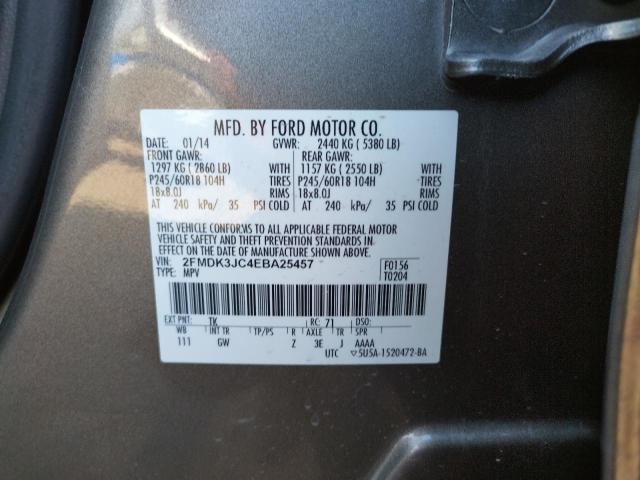 MFD. BY FORD MOTOR CO.
DATE: 01/14 GVWR: 2440 KG ( 5380 LB)
FRONT GAWR: REAR GAWR:
1297 KG ( 2860 LB) WITH 1157 KG ( 2550 LB) WITH
P245/60R18 104H TIRES P245/60R18 104H TIRES
18x8.0J RIMS 18x8.0J RIMS
AT 240 kPa/ 35 PSI COLD AT 240 kPa/ 35 PSI COLD
THIS VEHICLE CONFORMS TO ALL APPLICABLE FEDERAL MOTOR
VEHICLE SAFETY AND THEFT PREVENTION STANDARDS IN
EFFECT ON THE DATE OF MANUFACTURE SHOWN ABOVE.
VIN: 2FMDK3JC4EBA25457 F0156
TYPE: MPV T0204
EXT PNT: TK RC: 71 DSO:
WB INT TR TP/PS R AXLE TR SPR
111 GW Z 3E J AAAA
UTC ▽5U5A-1520472-BA